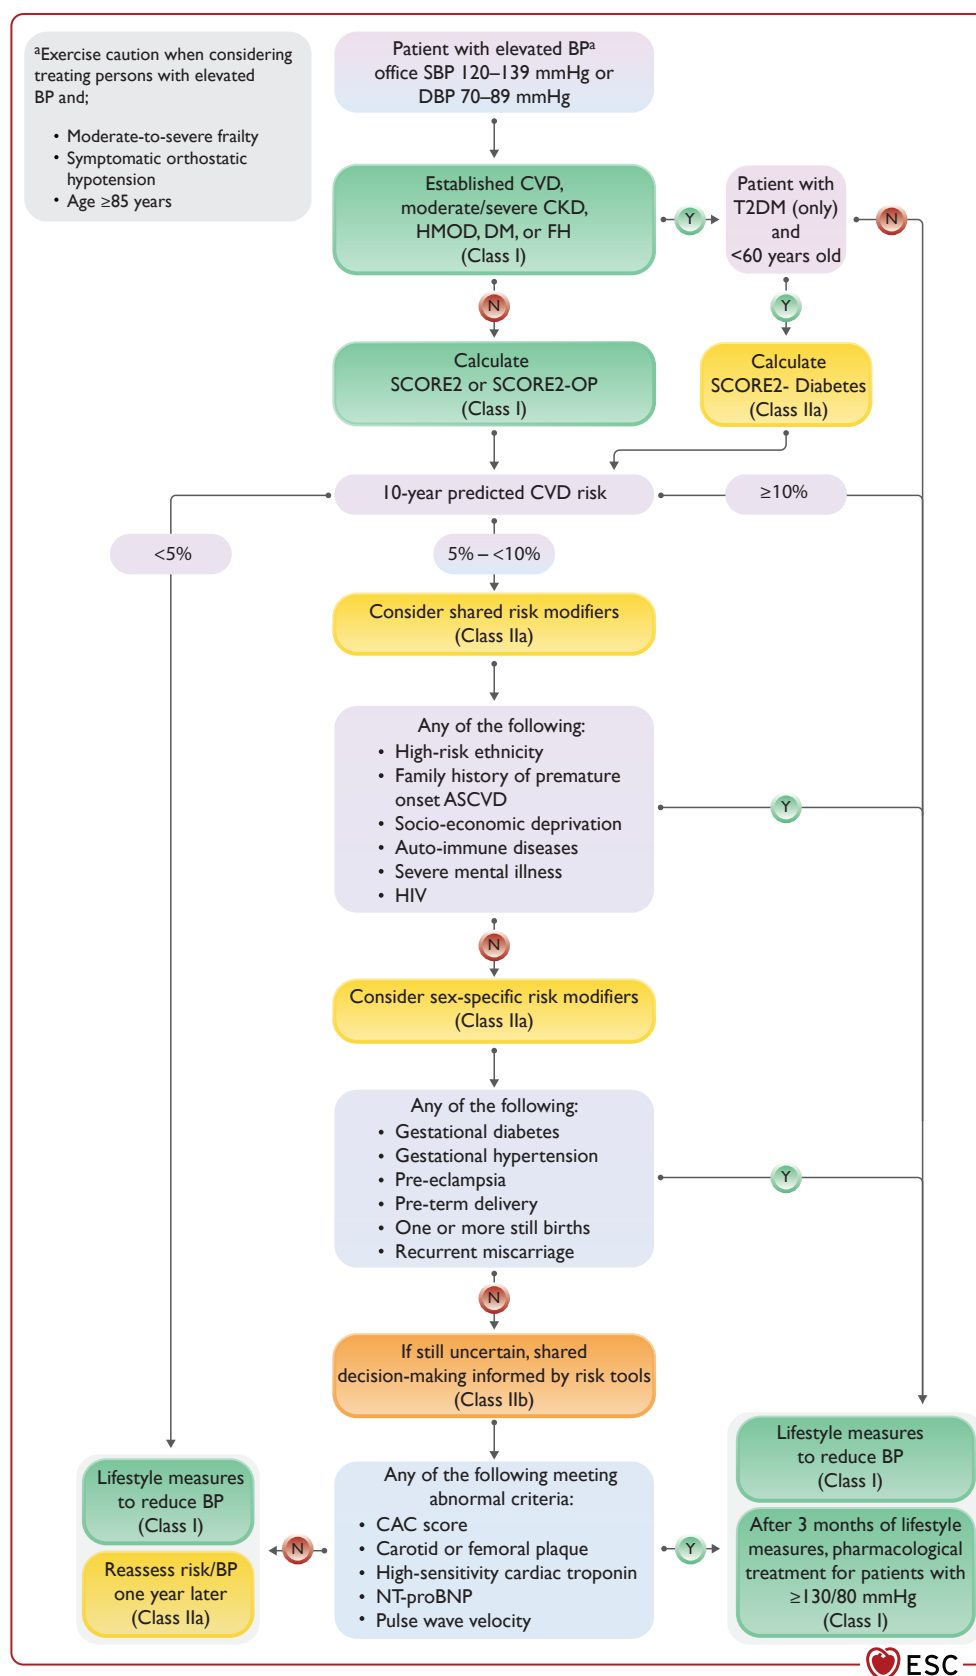 ᵃExercise caution when considering
treating persons with elevated
BP and;
• Moderate-to-severe frailty
• Symptomatic orthostatic
hypotension
• Age ≥85 years
Patient with elevated BPᵃ
office SBP 120–139 mmHg or
DBP 70–89 mmHg
Established CVD,
moderate/severe CKD,
HMOD, DM, or FH
(Class I)
Y
Patient with
T2DM (only)
and
<60 years old
N
N
Y
Calculate
SCORE2 or SCORE2-OP
(Class I)
Calculate
SCORE2- Diabetes
(Class IIa)
10-year predicted CVD risk
≥10%
<5%
5% – <10%
Consider shared risk modifiers
(Class IIa)
Any of the following:
• High-risk ethnicity
• Family history of premature
onset ASCVD
• Socio-economic deprivation
• Auto-immune diseases
• Severe mental illness
• HIV
Y
N
Consider sex-specific risk modifiers
(Class IIa)
Any of the following:
• Gestational diabetes
• Gestational hypertension
• Pre-eclampsia
• Pre-term delivery
• One or more still births
• Recurrent miscarriage
Y
N
If still uncertain, shared
decision-making informed by risk tools
(Class IIb)
Any of the following meeting
abnormal criteria:
• CAC score
• Carotid or femoral plaque
• High-sensitivity cardiac troponin
• NT-proBNP
• Pulse wave velocity
N
Y
Lifestyle measures
to reduce BP
(Class I)
Reassess risk/BP
one year later
(Class IIa)
Lifestyle measures
to reduce BP
(Class I)
After 3 months of lifestyle
measures, pharmacological
treatment for patients with
≥130/80 mmHg
(Class I)
ESC